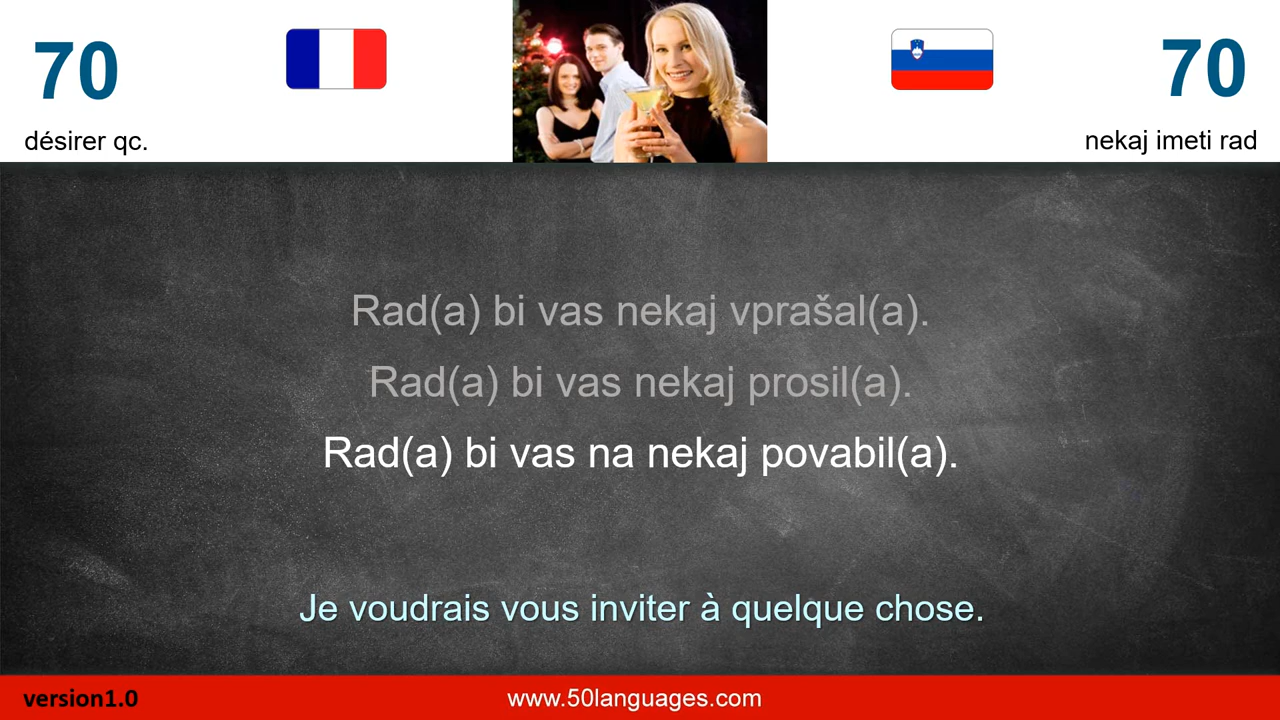 70
70
désirer qc.
nekaj imeti rad
Rad(a) bi vas nekaj vprašal(a).
Rad(a) bi vas nekaj prosil(a).
Rad(a) bi vas na nekaj povabil(a).
Je voudrais vous inviter à quelque chose.
version1.0
www.50languages.com